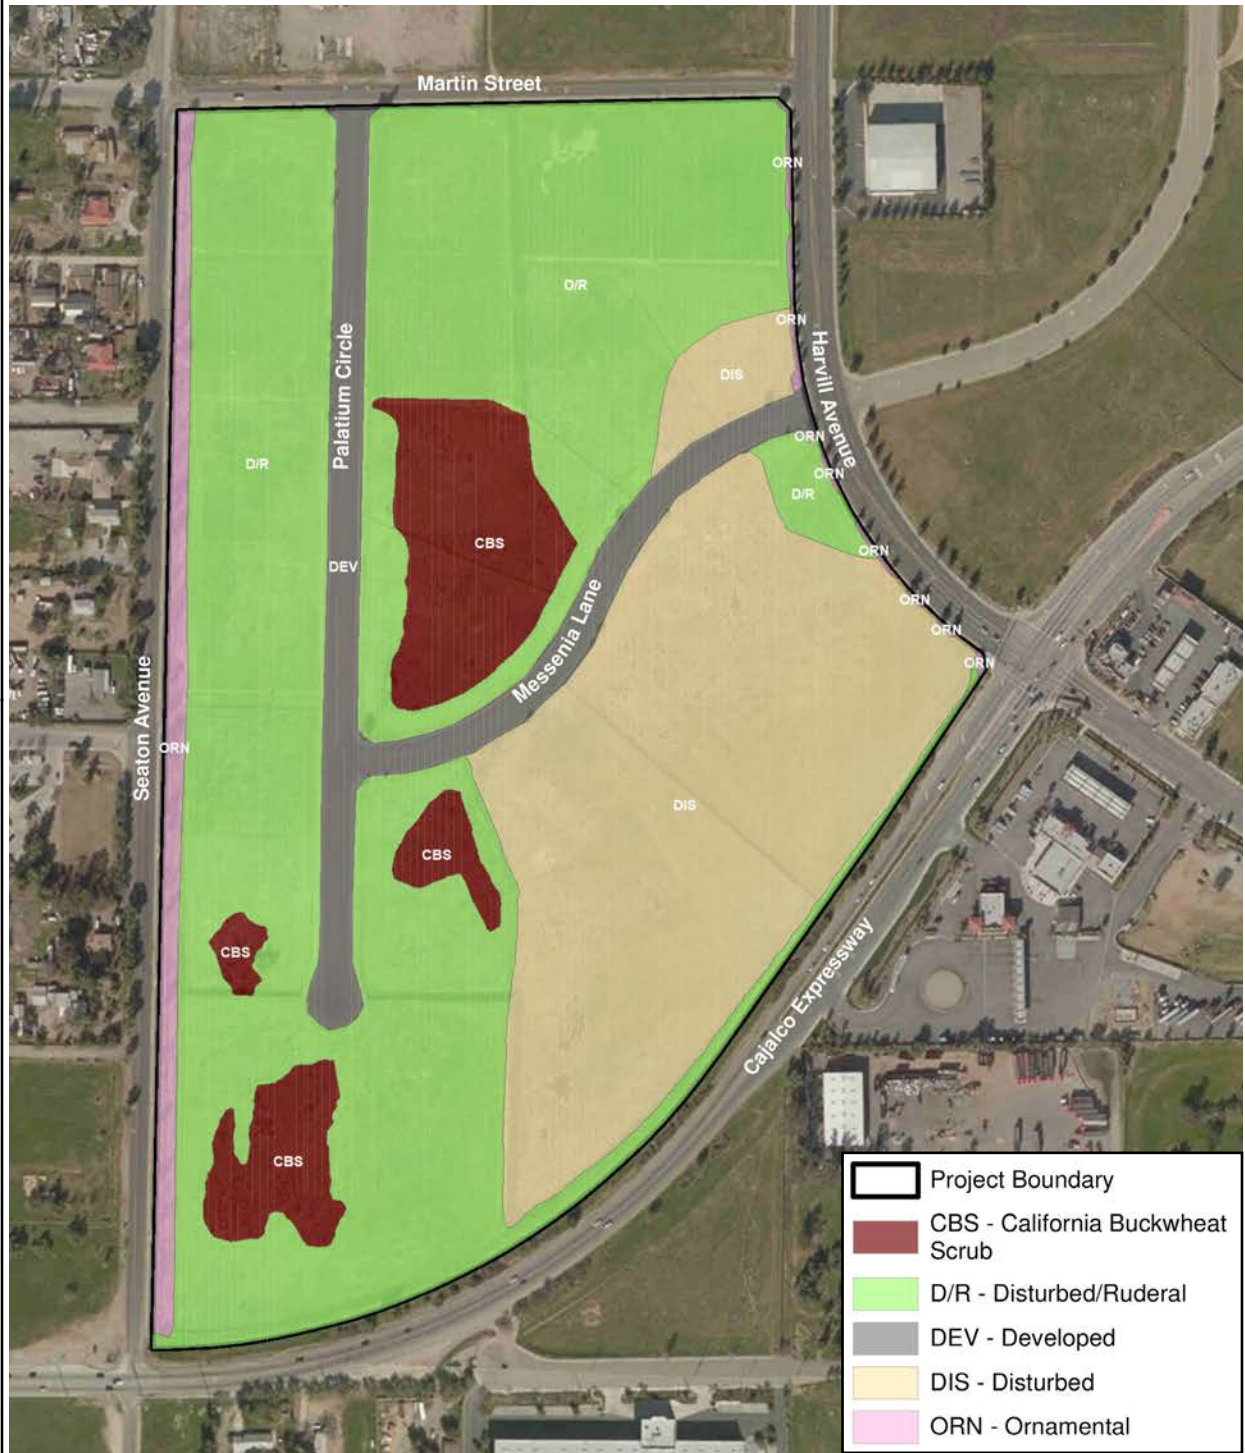 Martin Street
ORN
D/R
ORN
Palatium Circle
Harvill Avenue
DIS
ORN
D/R
ORN
D/R
CBS
ORN
DEV
ORN
Messenia Lane
ORN
ORN
Seaton Avenue
ORN
DIS
CBS
CBS
Cajalco Expressway
CBS
Project Boundary
CBS - California Buckwheat
Scrub
D/R - Disturbed/Ruderal
DEV - Developed
DIS - Disturbed
ORN - Ornamental